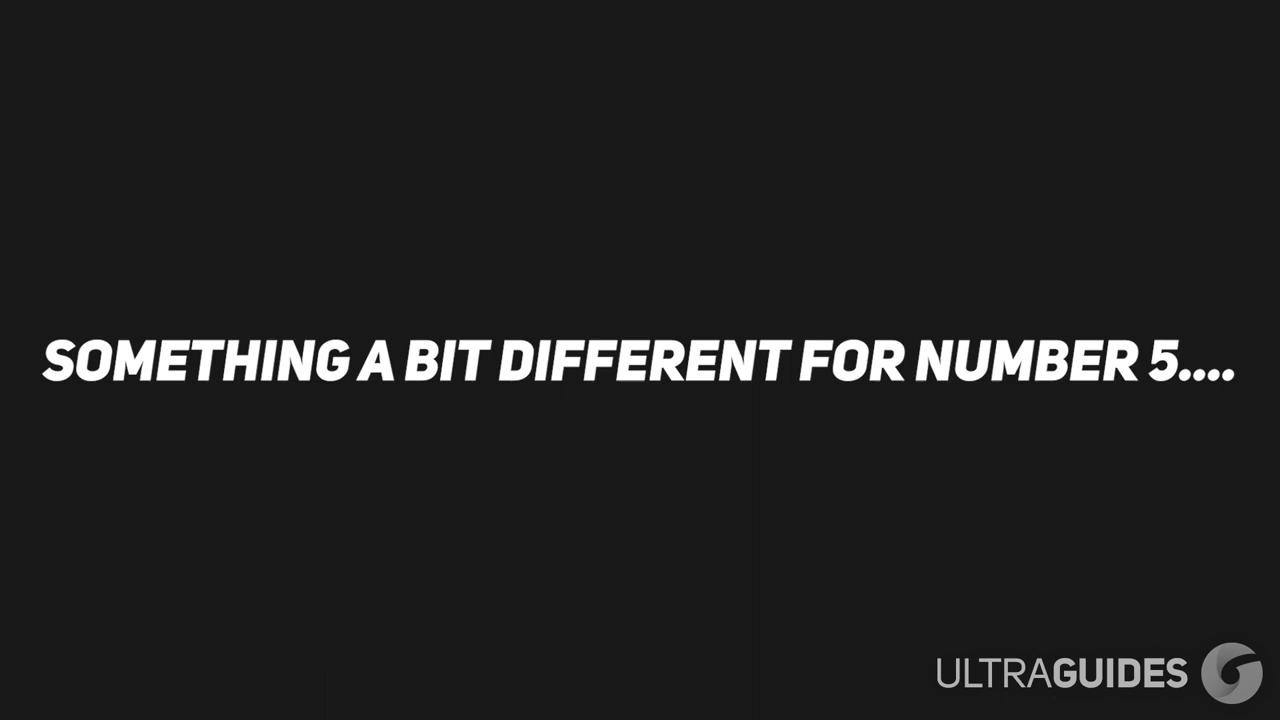 SOMETHING A BIT DIFFERENT FOR NUMBER 5....
ULTRAGUIDES